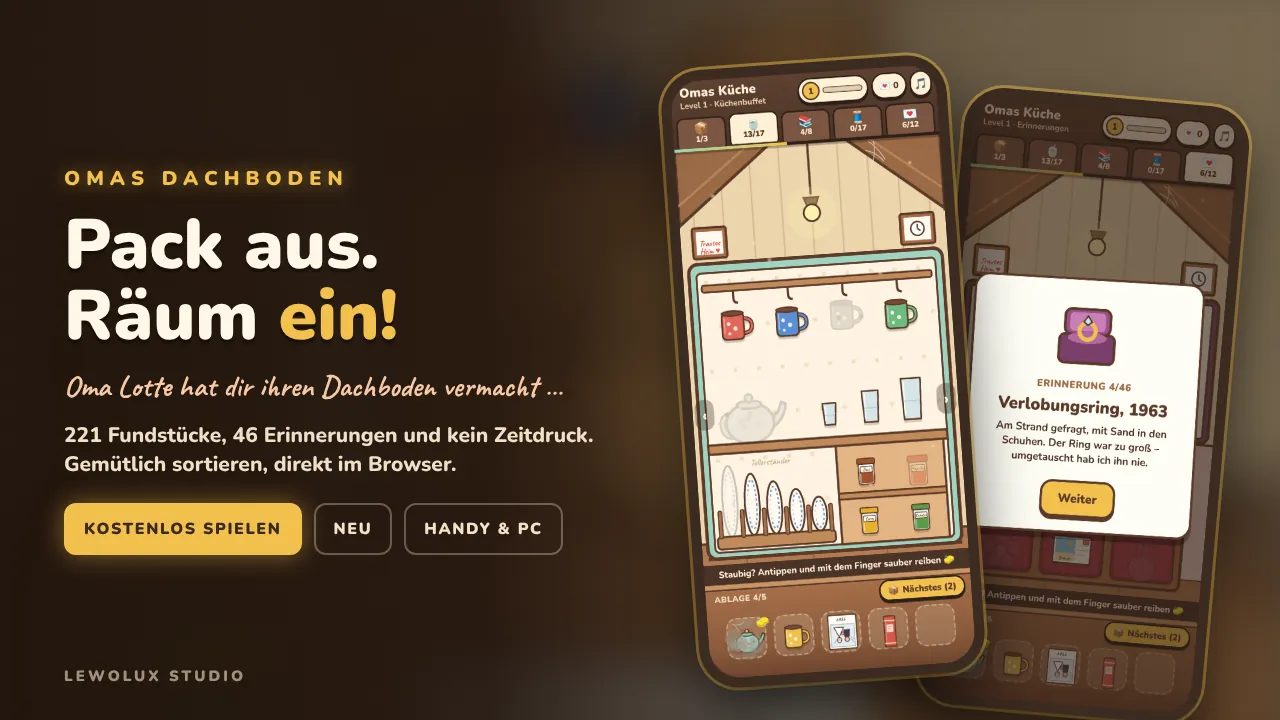 OMAS DACHBODEN
Pack aus.
Räum ein!
Oma Lotte hat dir ihren Dachboden vermacht ...
221 Fundstücke, 46 Erinnerungen und kein Zeitdruck.
Gemütlich sortieren, direkt im Browser.
KOSTENLOS SPIELEN
NEU
HANDY & PC
LEWOLUX STUDIO
Omas Küche
Level 1 · Küchenbuffet
1
0
1/3
13/17
4/8
0/17
6/12
Trautes
Heim
Tellerständer
Staubig? Antippen und mit dem Finger sauber reiben
ABLAGE 4/5
Nächstes (2)
Omas Küche
Level 1 · Erinnerungen
1
0
1/3
13/17
4/8
0/17
6/12
Trautes
ERINNERUNG 4/46
Verlobungsring, 1963
Am Strand gefragt, mit Sand in den
Schuhen. Der Ring war zu groß –
umgetauscht hab ich ihn nie.
Weiter
Antippen und mit dem Finger sauber reiben
Nächstes (2)